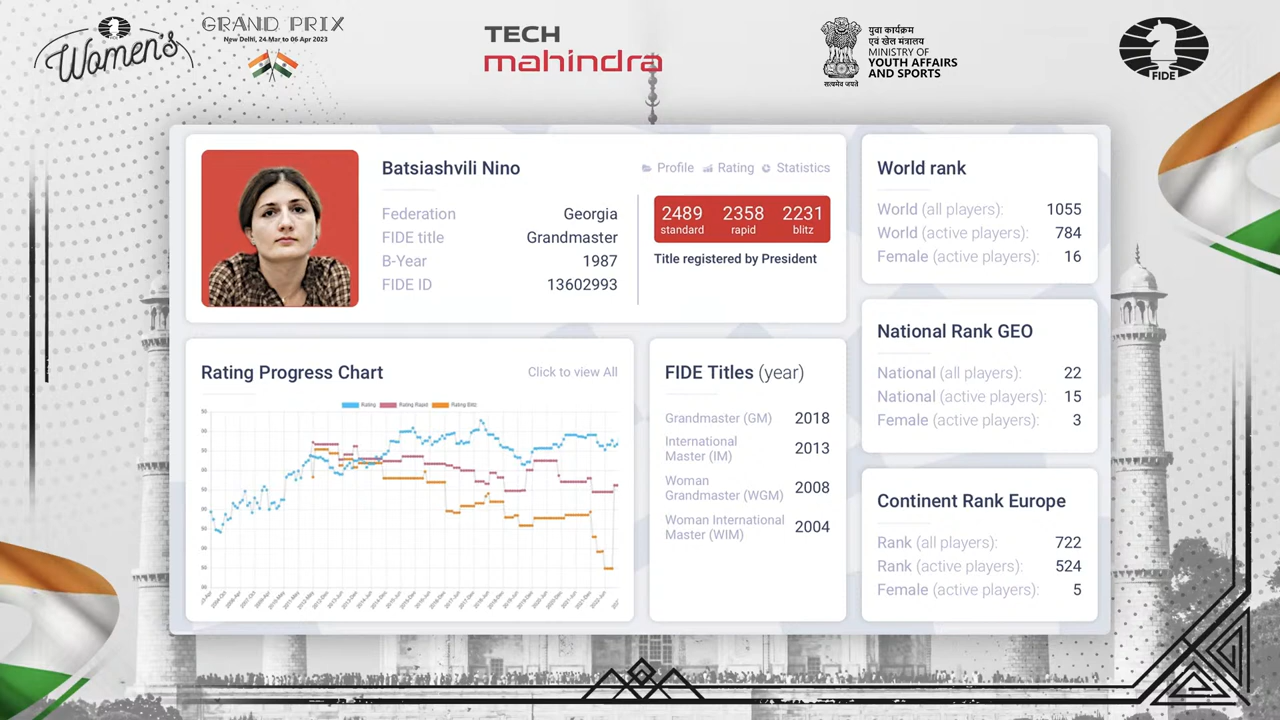 Women's
GRAND PRIX
New Delhi, 24 Mar to 06 Apr 2023
TECH
mahindra
सत्यमेव जयते
युवा कार्यक्रम
एवं खेल मंत्रालय
MINISTRY OF
YOUTH AFFAIRS
AND SPORTS
FIDE
Batsiashvili Nino
Profile Rating Statistics
Federation Georgia
FIDE title Grandmaster
B-Year 1987
FIDE ID 13602993
2489 2358 2231
standard rapid blitz
Title registered by President
World rank
World (all players): 1055
World (active players): 784
Female (active players): 16
National Rank GEO
National (all players): 22
National (active players): 15
Female (active players): 3
Continent Rank Europe
Rank (all players): 722
Rank (active players): 524
Female (active players): 5
Rating Progress Chart Click to view All
Rating Rating Rapid Rating Blitz
FIDE Titles (year)
Grandmaster (GM) 2018
International
Master (IM) 2013
Woman
Grandmaster (WGM) 2008
Woman International
Master (WIM) 2004